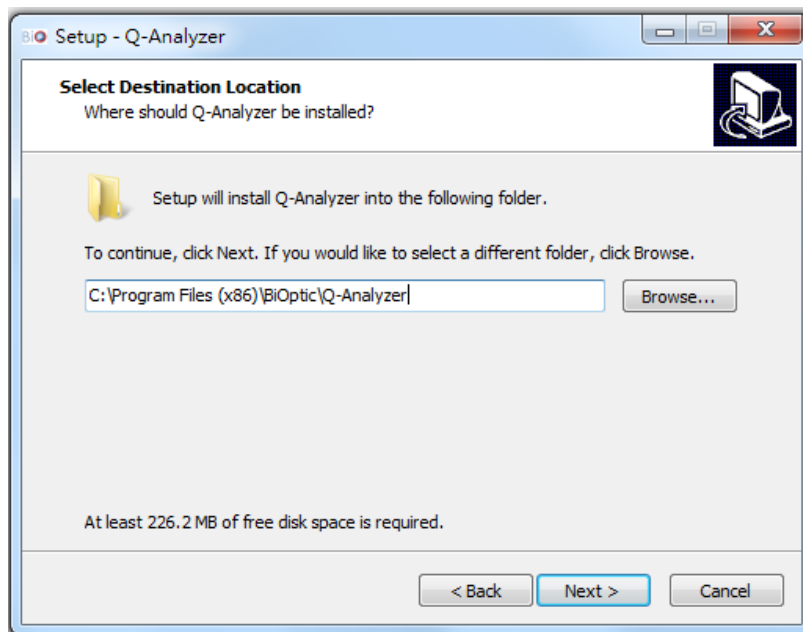 BiO Setup - Q-Analyzer
Select Destination Location
Where should Q-Analyzer be installed?
Setup will install Q-Analyzer into the following folder.
To continue, click Next. If you would like to select a different folder, click Browse.
C:\Program Files (x86)\BiOptic\Q-Analyzer
Browse...
At least 226.2 MB of free disk space is required.
< Back
Next >
Cancel